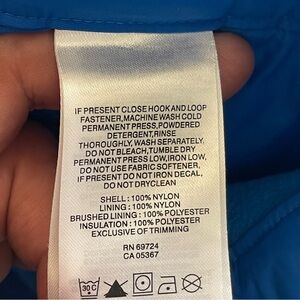 IF PRESENT CLOSE HOOK AND LOOP
FASTENER,MACHINE WASH COLD
PERMANENT PRESS,POWDERED
DETERGENT,RINSE
THOROUGHLY, WASH SEPARATELY,
DO NOT BLEACH,TUMBLE DRY
PERMANENT PRESS LOW,IRON LOW,
DO NOT USE FABRIC SOFTENER,
IF PRESENT DO NOT IRON DECAL,
DO NOT DRYCLEAN
SHELL : 100% NYLON
LINING : 100% NYLON
BRUSHED LINING : 100% POLYESTER
INSULATION : 100% POLYESTER
EXCLUSIVE OF TRIMMING
RN 69724
CA 05367
30 C